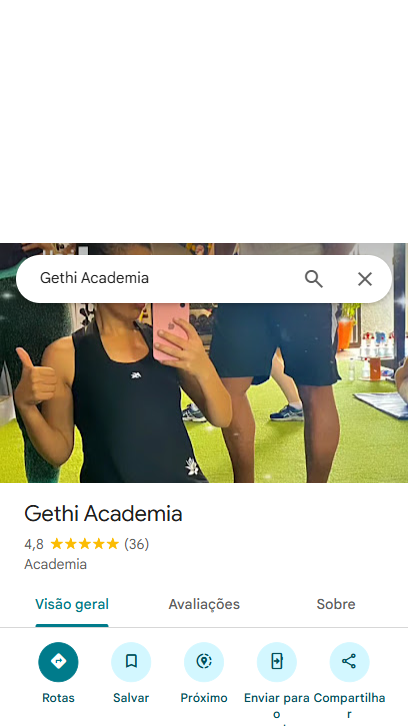 Gethi Academia
Gethi Academia
4,8 (36)
Academia
Visão geral Avaliações Sobre
Rotas Salvar Próximo Enviar para o Compartilhar